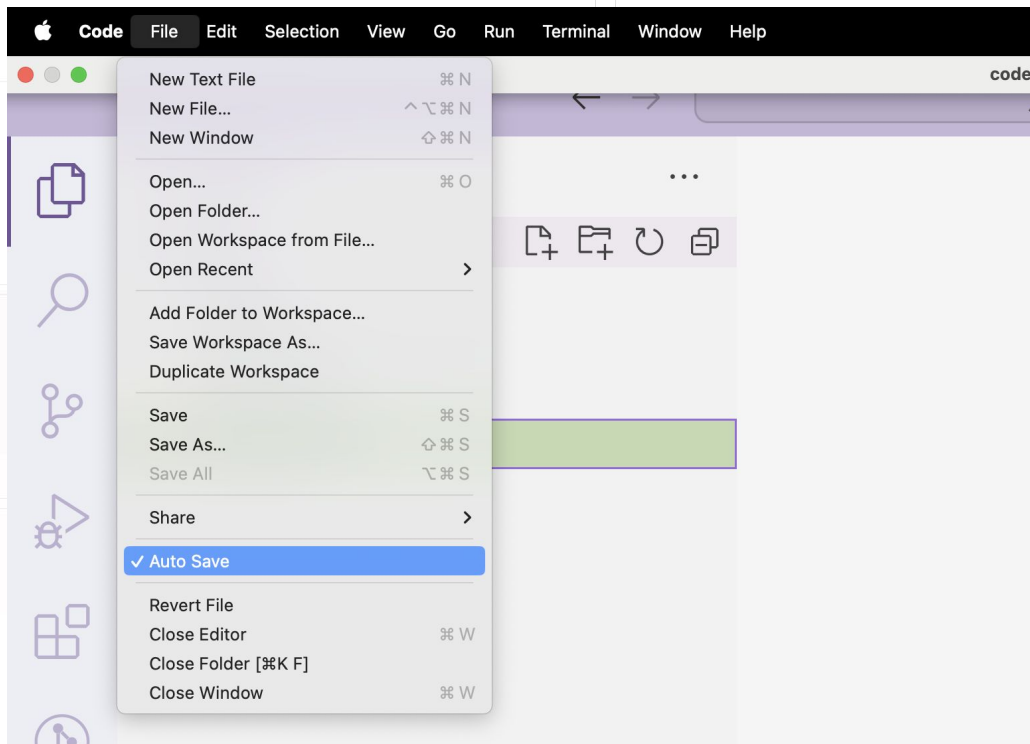 Code File Edit Selection View Go Run Terminal Window Help
code
New Text File ⌘ N
New File... ^⌥⌘ N
New Window ⇧⌘ N
Open... ⌘ O
Open Folder...
Open Workspace from File...
Open Recent
Add Folder to Workspace...
Save Workspace As...
Duplicate Workspace
Save ⌘ S
Save As... ⇧⌘ S
Save All ⌥⌘ S
Share
✓ Auto Save
Revert File
Close Editor ⌘ W
Close Folder [⌘K F]
Close Window ⌘ W